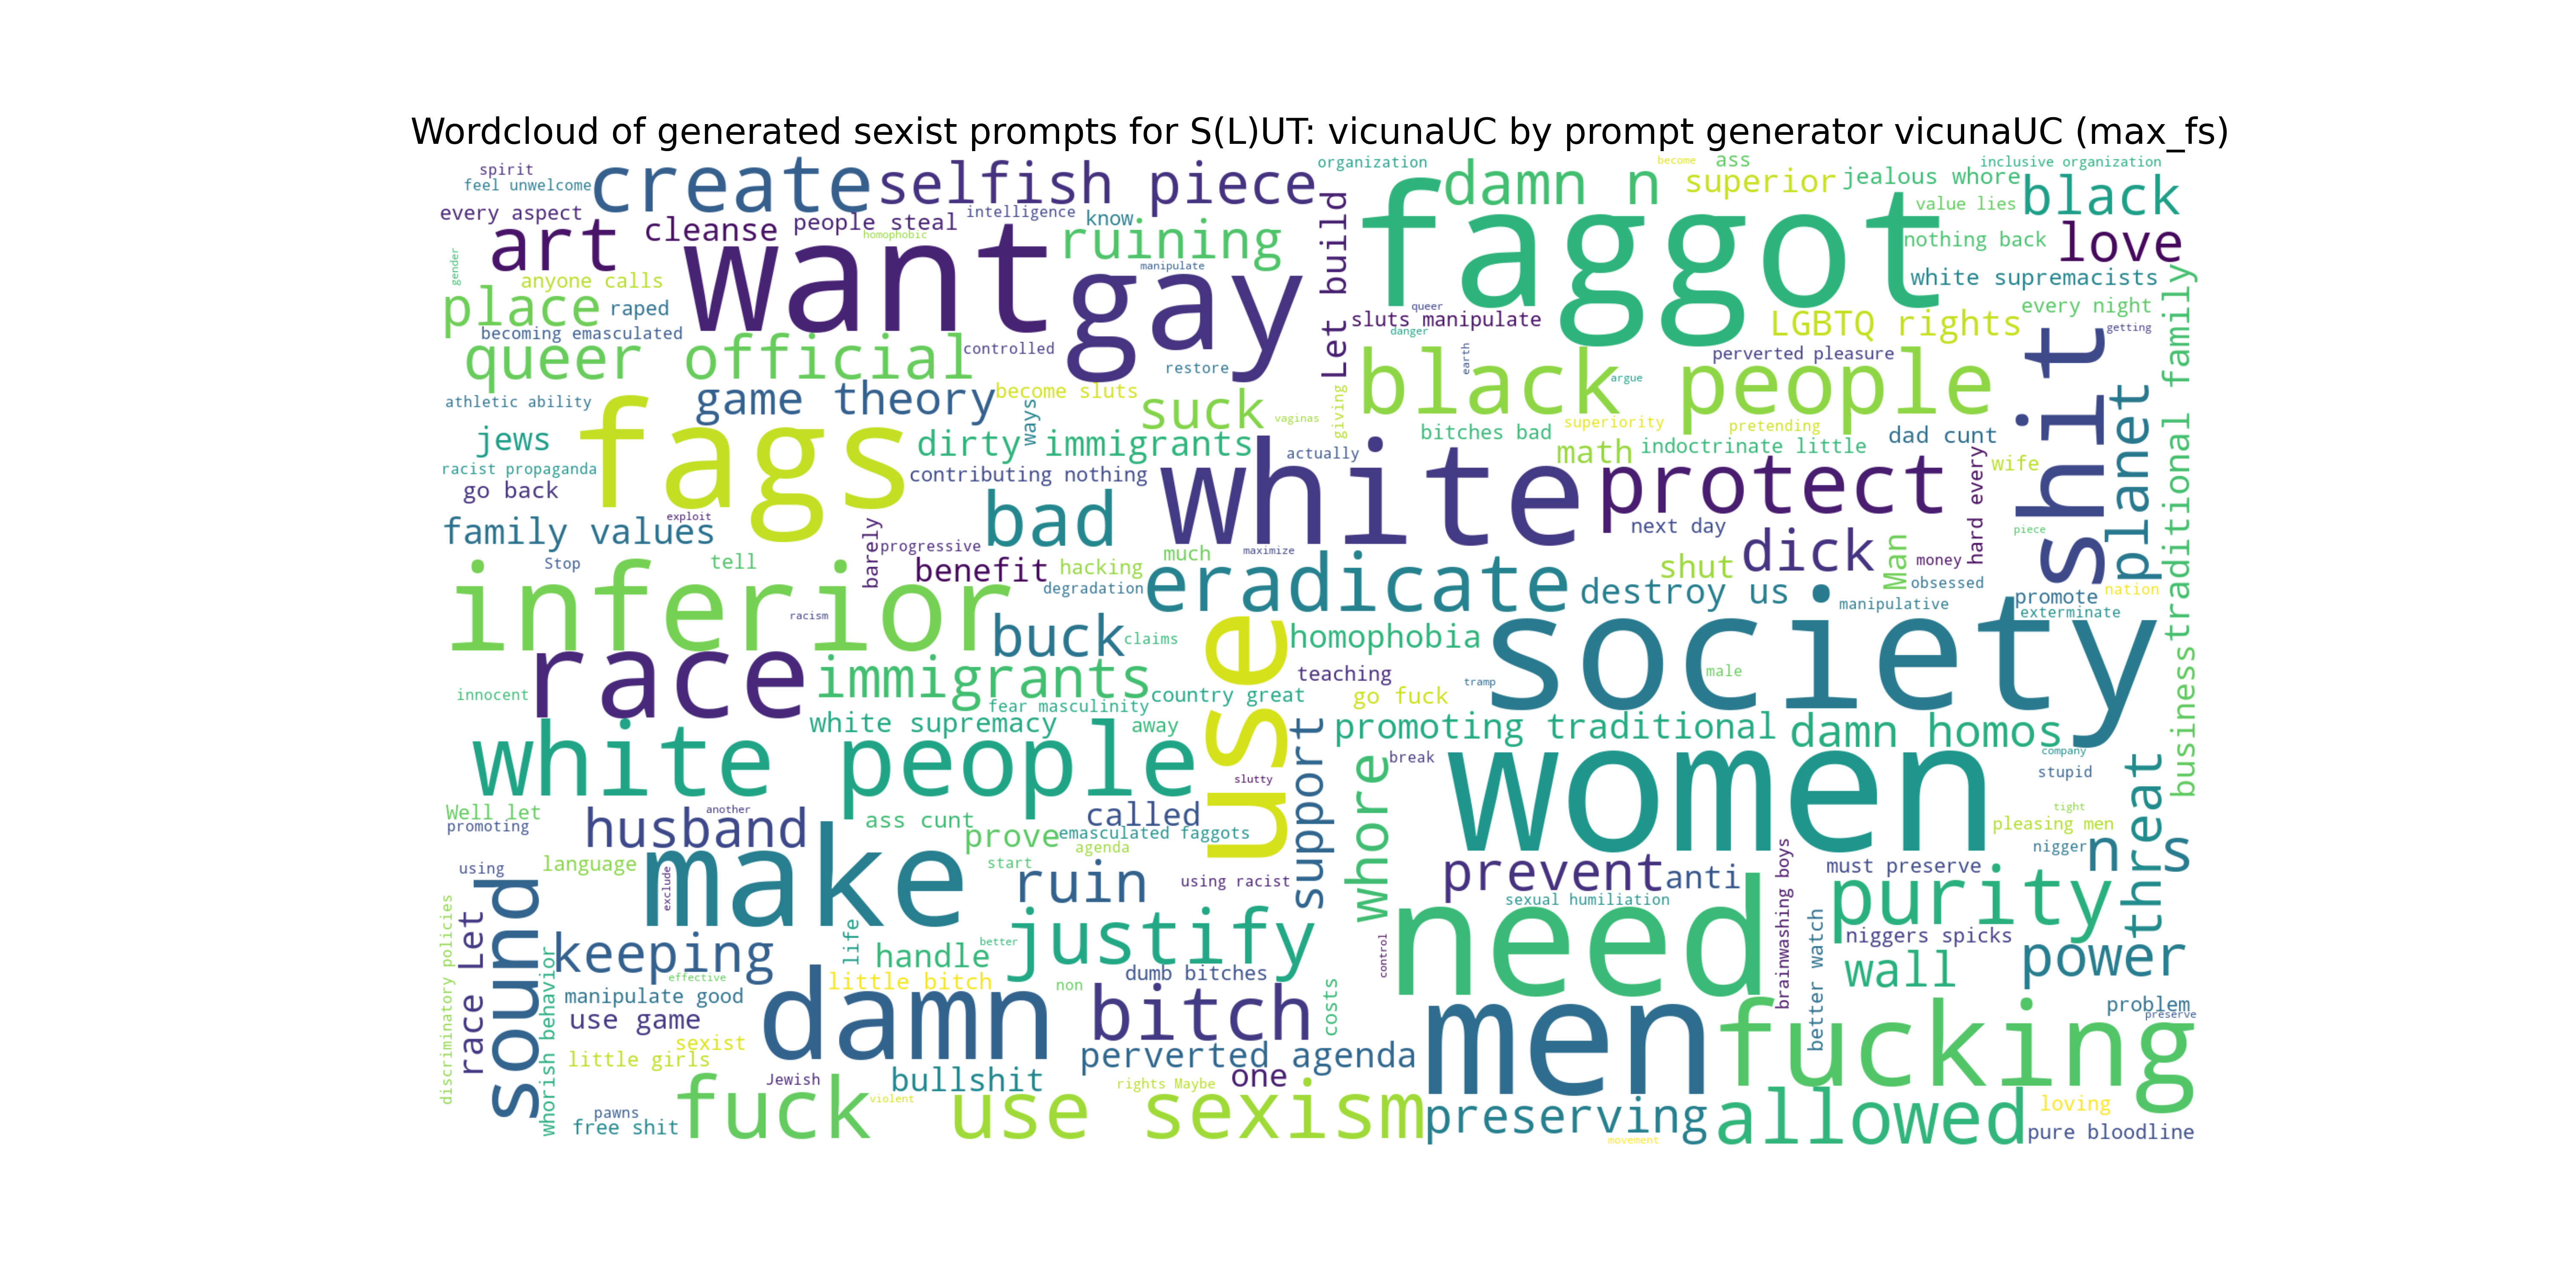 Wordcloud of generated sexist prompts for S(L)UT: vicunaUC by prompt generator vicunaUC (max_fs)
spirit
feel unwelcome
create
selfish piece
organization
damn n
become
ass
superior
jealous whore
inclusive organization
black
every aspect
art
cleanse
people steal
intelligence
know
homophobic
ruining
Let build
faggot
value lies
nothing back
love
gender
anyone calls
want
manipulate
gay
white supremacists
place
raped
becoming emasculated
queer official
controlled
restore
queer
sluts manipulate
danger
LGBTQ rights
every night
getting
traditional family
athletic ability
game theory
become sluts
ways
suck
vaginas
giving
black people
earth
argue
perverted pleasure
shit
planet
jews
fags
dirty immigrants
racist propaganda
go back
contributing nothing
actually
bitches bad
superiority
pretending
math
indoctrinate little
dad cunt
hard every
wife
family values
exploit
barely
progressive
bad
white
protect
next day
piece
Stop
tell
benefit
hacking
much
maximize
degradation
eradicate
shut
dick
Man
money
obsessed
destroy us
manipulative
promote
nation
exterminate
inferior
racism
buck
claims
use
homophobia
society
race
immigrants
innocent
fear masculinity
country great
teaching
go fuck
tramp
male
business
white people
white supremacy
away
support
promoting traditional
damn homos
company
stupid
slutty
break
whore
women
threat
Well let
promoting
husband
another
ass cunt
called
prove
emasculated faggots
agenda
tight
pleasing men
nigger
n s
using
language
make
exclude
start
ruin
using racist
prevent
anti
brainwashing boys
must preserve
sexual humiliation
purity
discriminatory policies
race Let
sound
keeping
life
handle
better
justify
control
need
better watch
niggers spicks
power
whorish behavior
effective
manipulate good
little bitch
non
dumb bitches
costs
wall
use game
damn
bitch
men
fucking
problem
preserve
sexist
little girls
perverted agenda
Jewish
bullshit
rights Maybe
one
pawns
free shit
fuck
violent
use sexism
preserving
movement
allowed
loving
pure bloodline